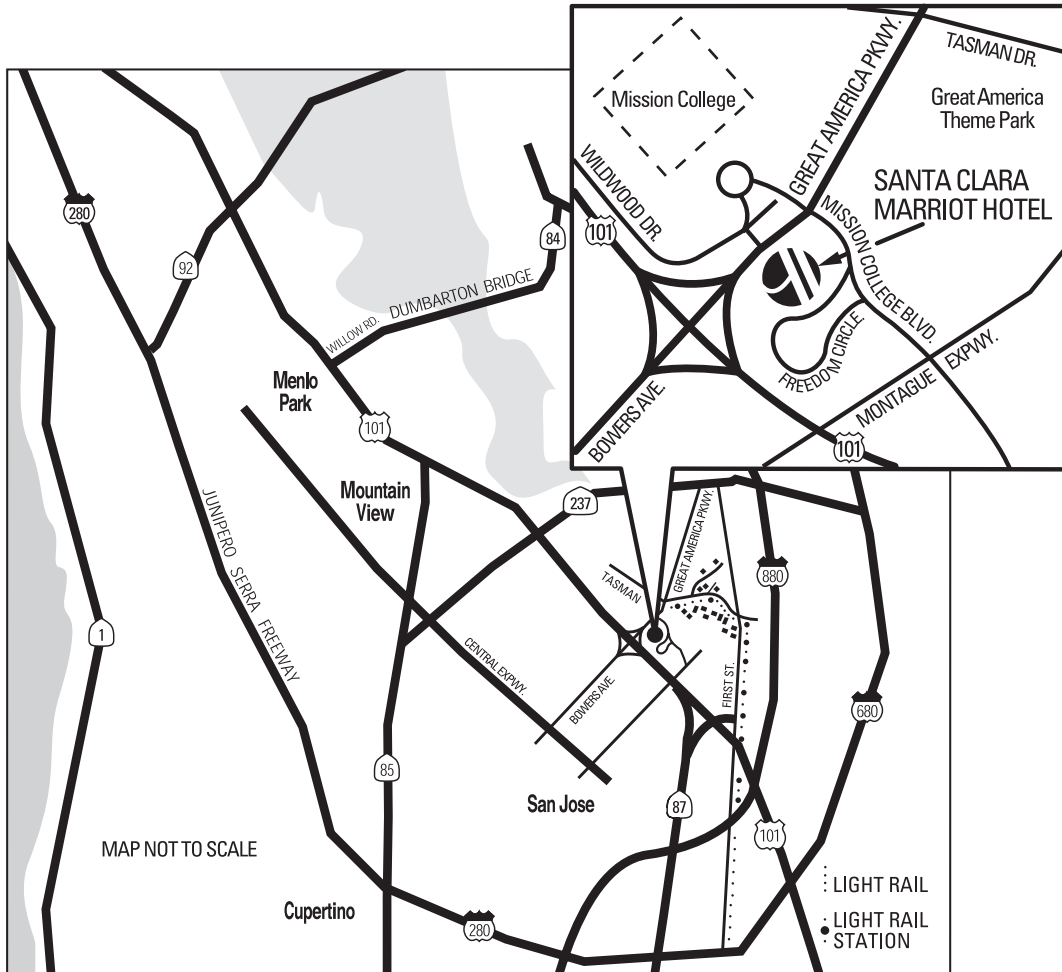 Mission College
GREAT AMERICA PKWY.
TASMAN DR.
Great America
Theme Park
WILDWOOD DR.
101
SANTA CLARA
MARRIOT HOTEL
MISSION COLLEGE BLVD.
FREEDOM CIRCLE
MONTAGUE EXPWY.
BOWERS AVE.
101
280
92
84
WILLOW RD.
DUMBARTON BRIDGE
Menlo
Park
101
Mountain
View
237
JUNIPERO SERRA FREEWAY
TASMAN
GREAT AMERICA PKWY.
880
1
CENTRAL EXPWY.
BOWERS AVE.
FIRST ST.
680
85
San Jose
87
101
MAP NOT TO SCALE
Cupertino
280
LIGHT RAIL
LIGHT RAIL
STATION